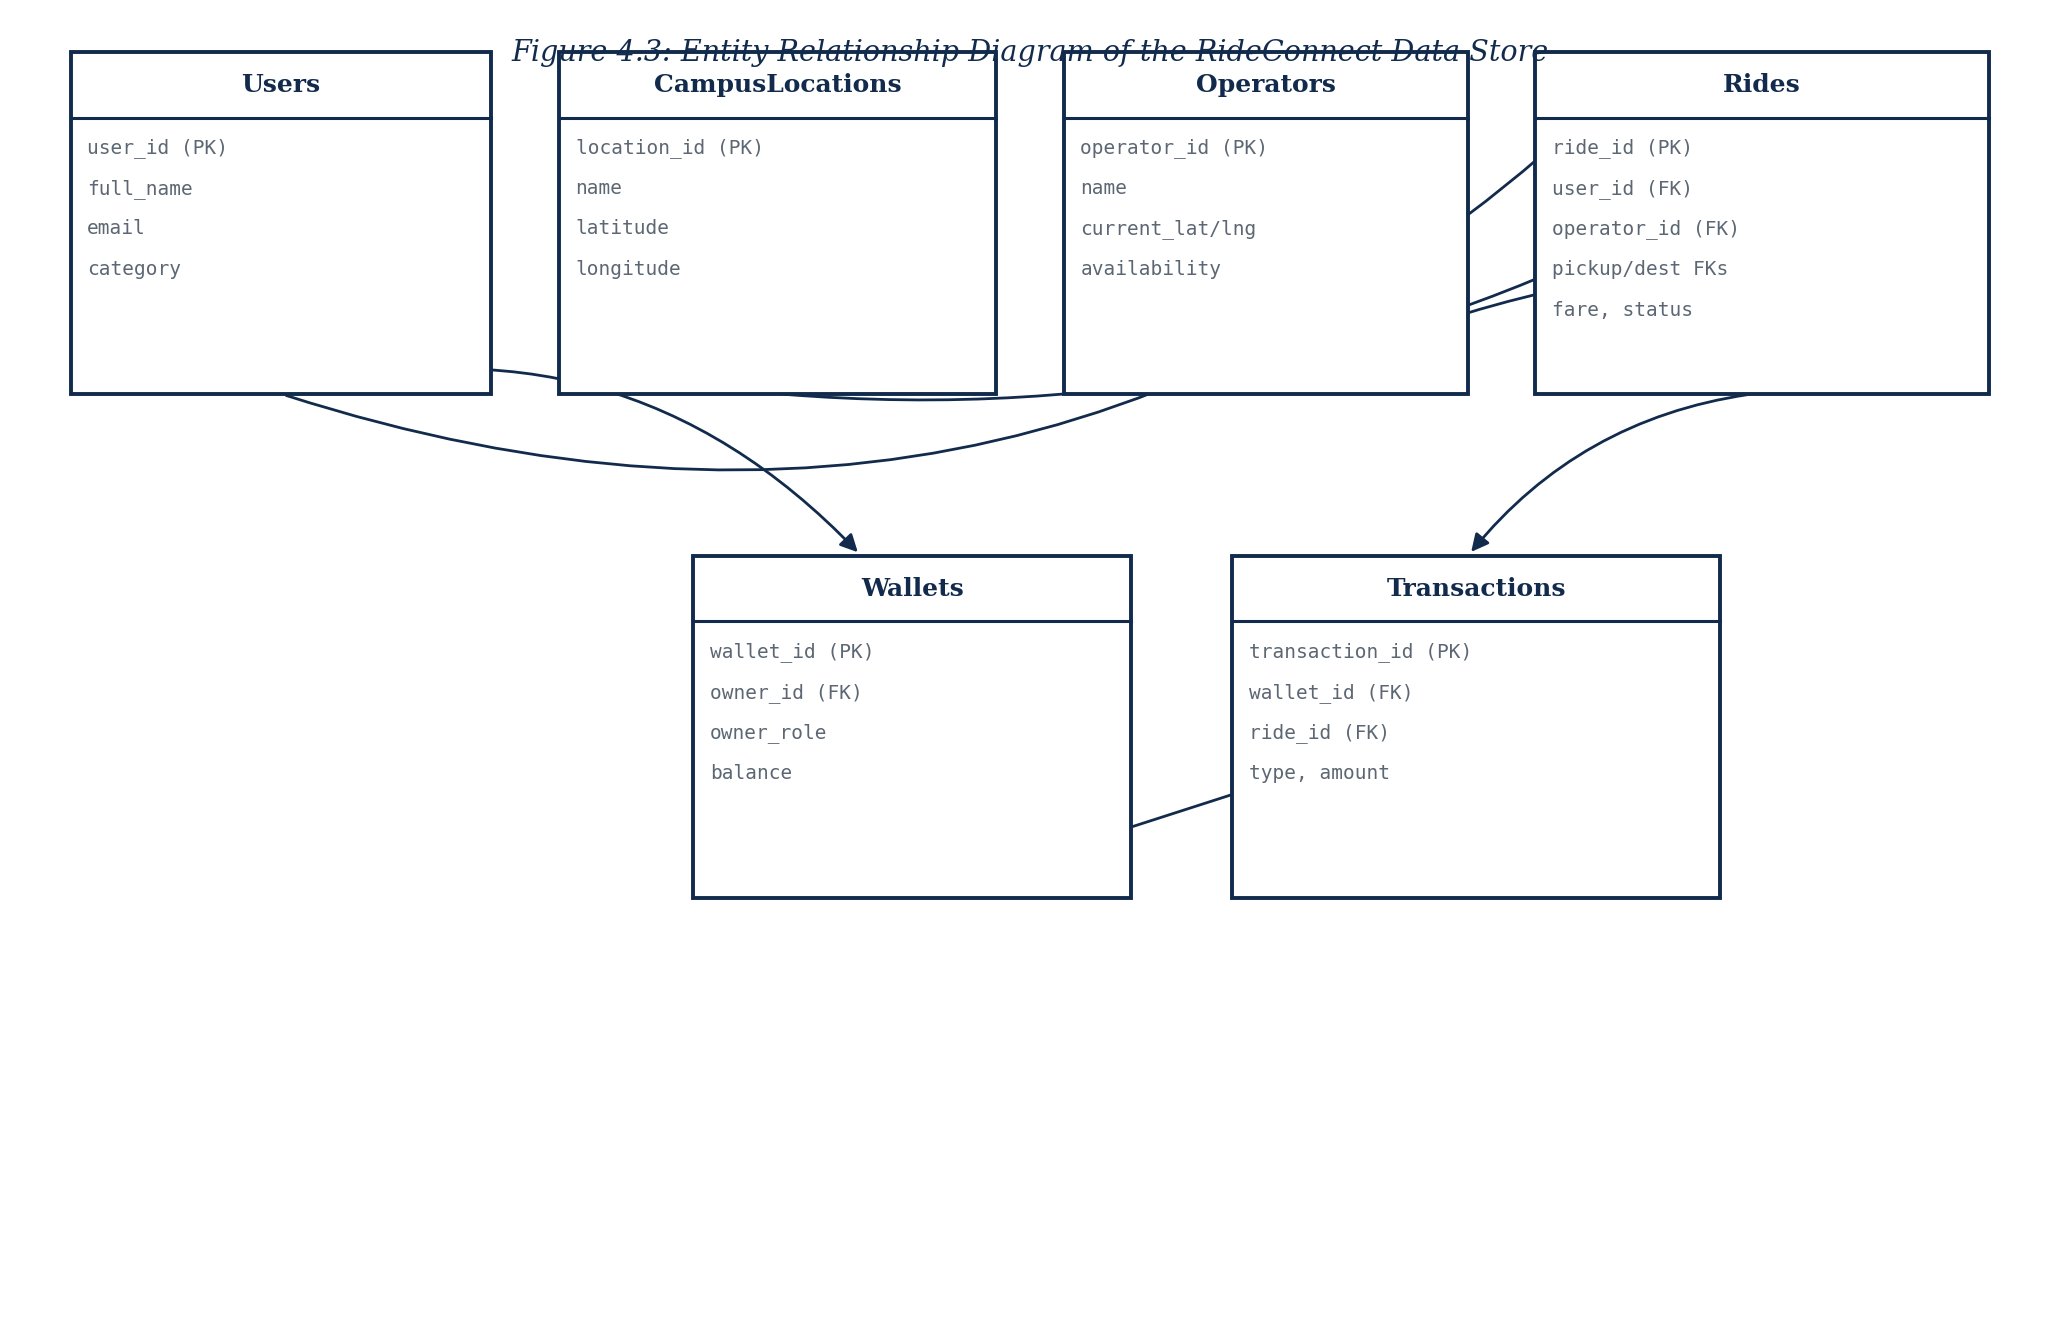 Figure 4.3: Entity Relationship Diagram of the RideConnect Data Store
Users
user_id (PK)
full_name
email
category
CampusLocations
location_id (PK)
name
latitude
longitude
Operators
operator_id (PK)
name
current_lat/lng
availability
Rides
ride_id (PK)
user_id (FK)
operator_id (FK)
pickup/dest FKs
fare, status
Wallets
wallet_id (PK)
owner_id (FK)
owner_role
balance
Transactions
transaction_id (PK)
wallet_id (FK)
ride_id (FK)
type, amount